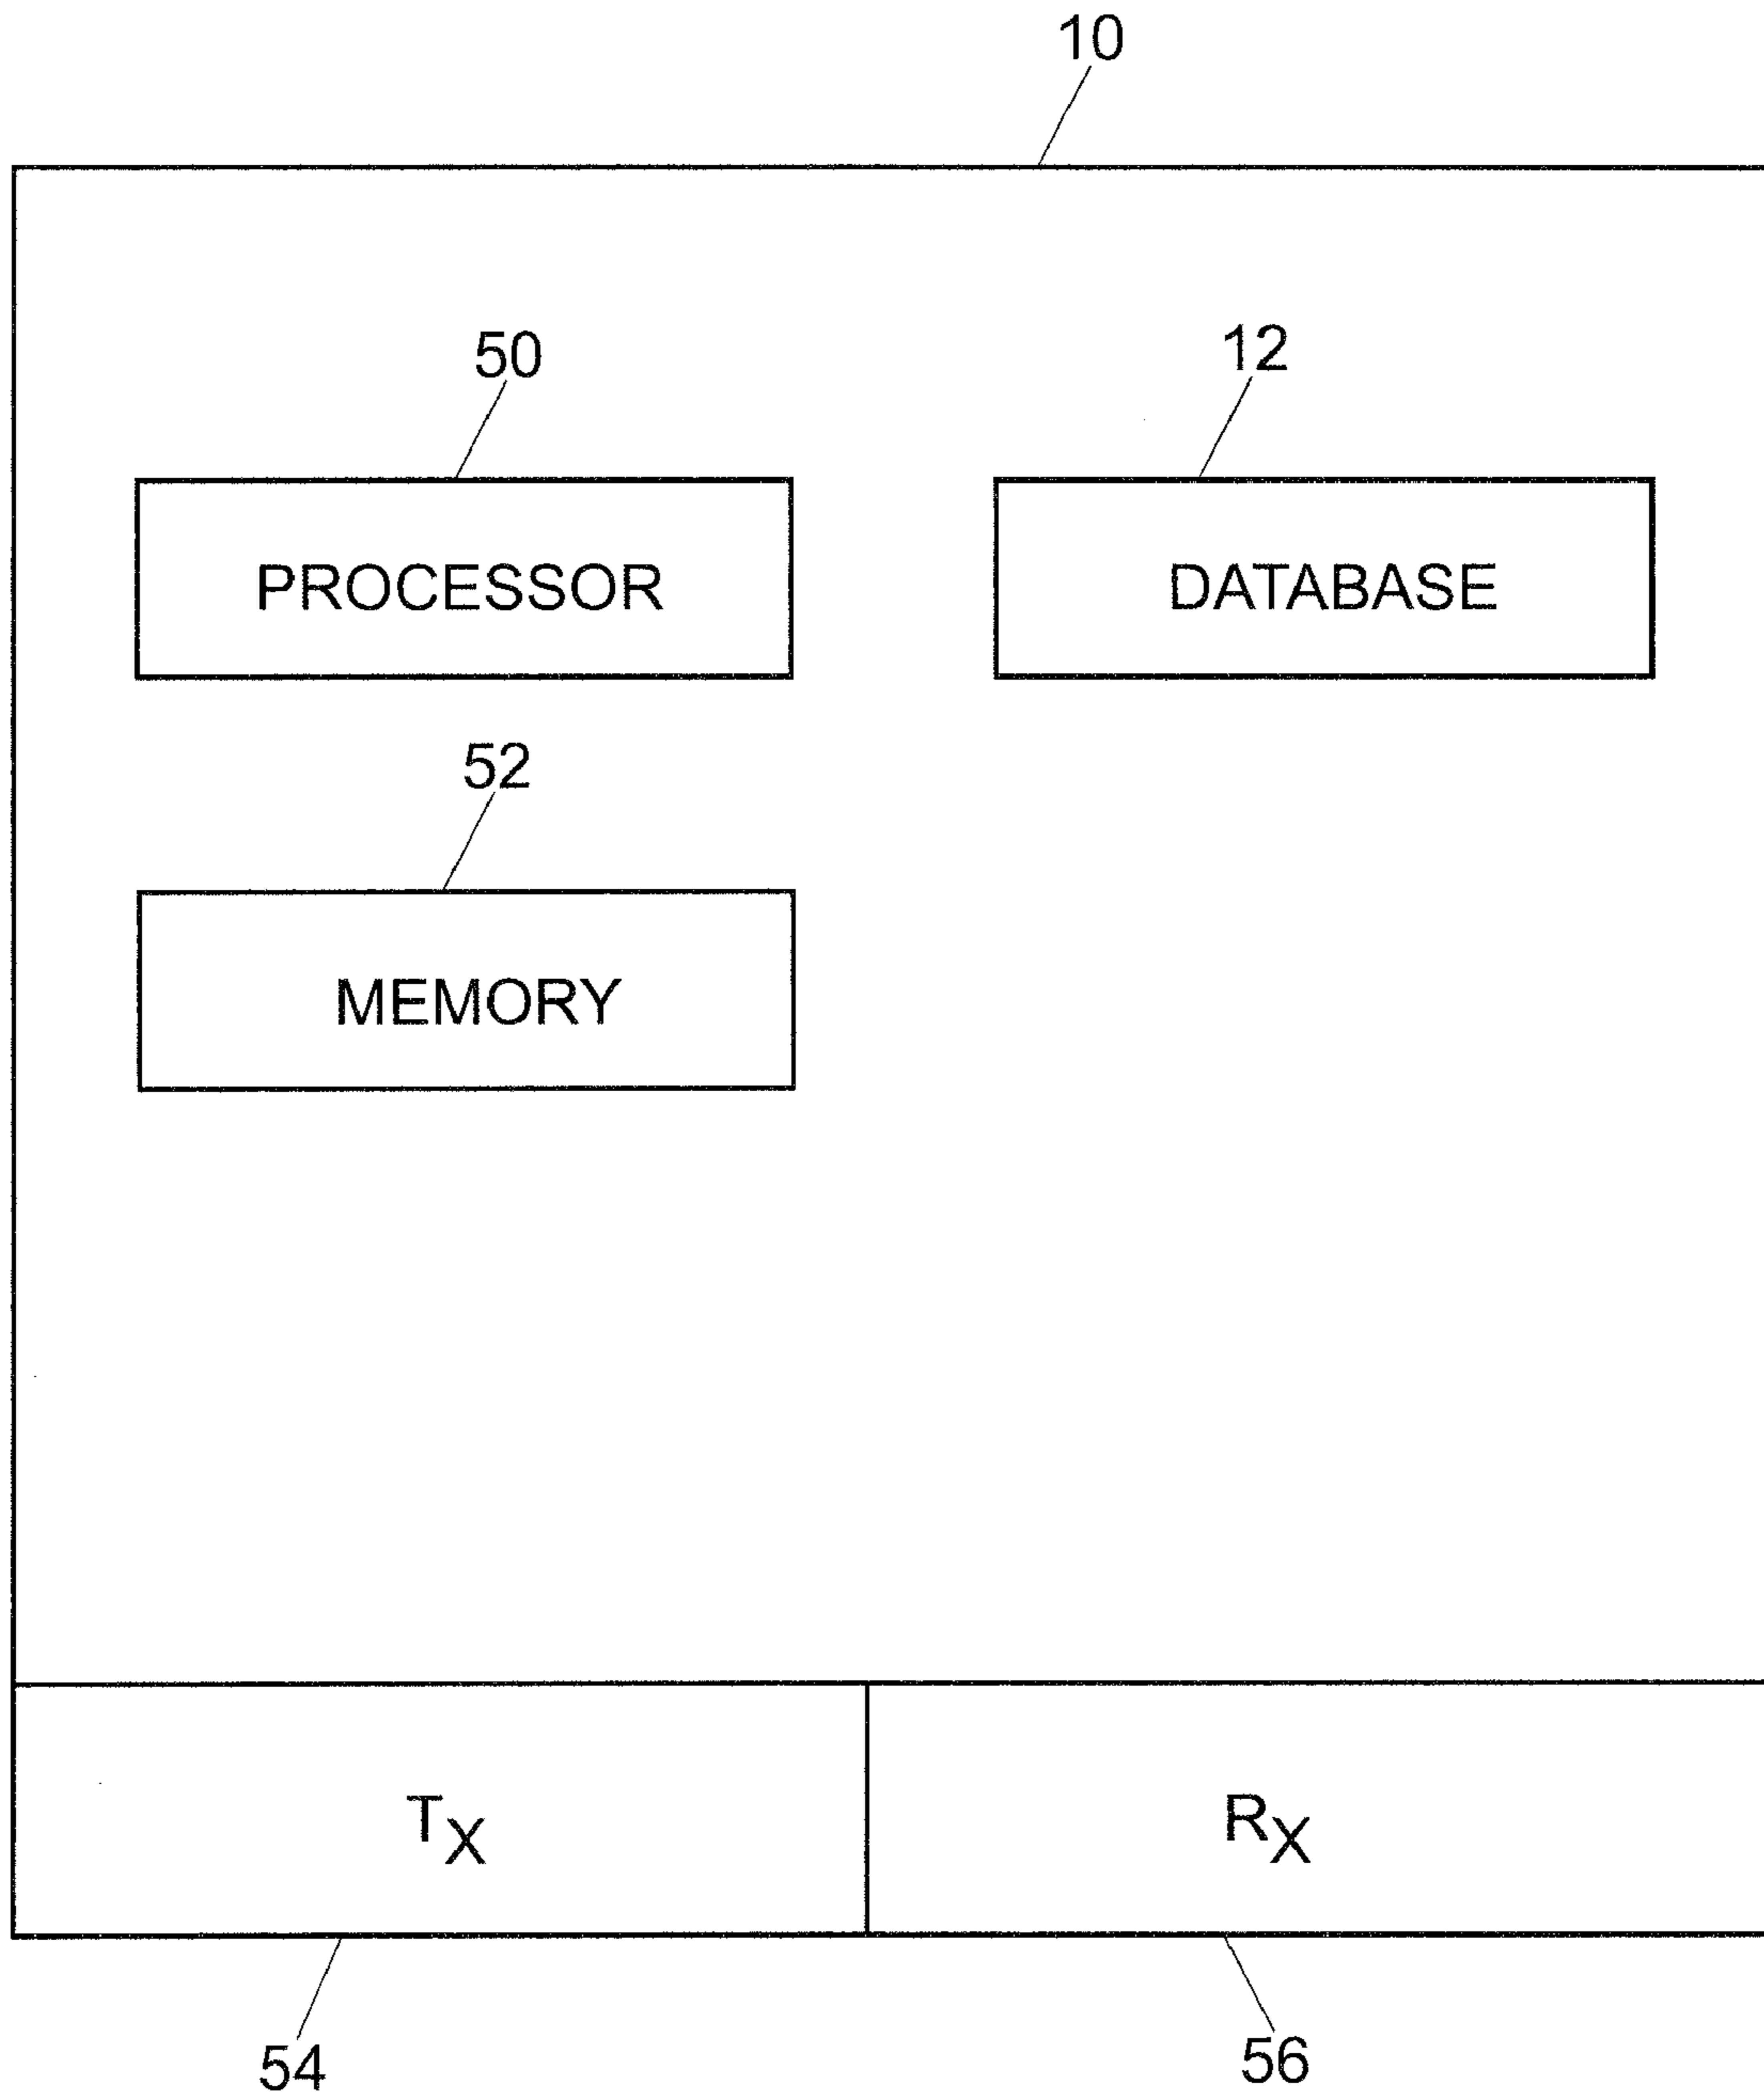 10
50 12
PROCESSOR DATABASE
52
MEMORY
TX RX
54 56